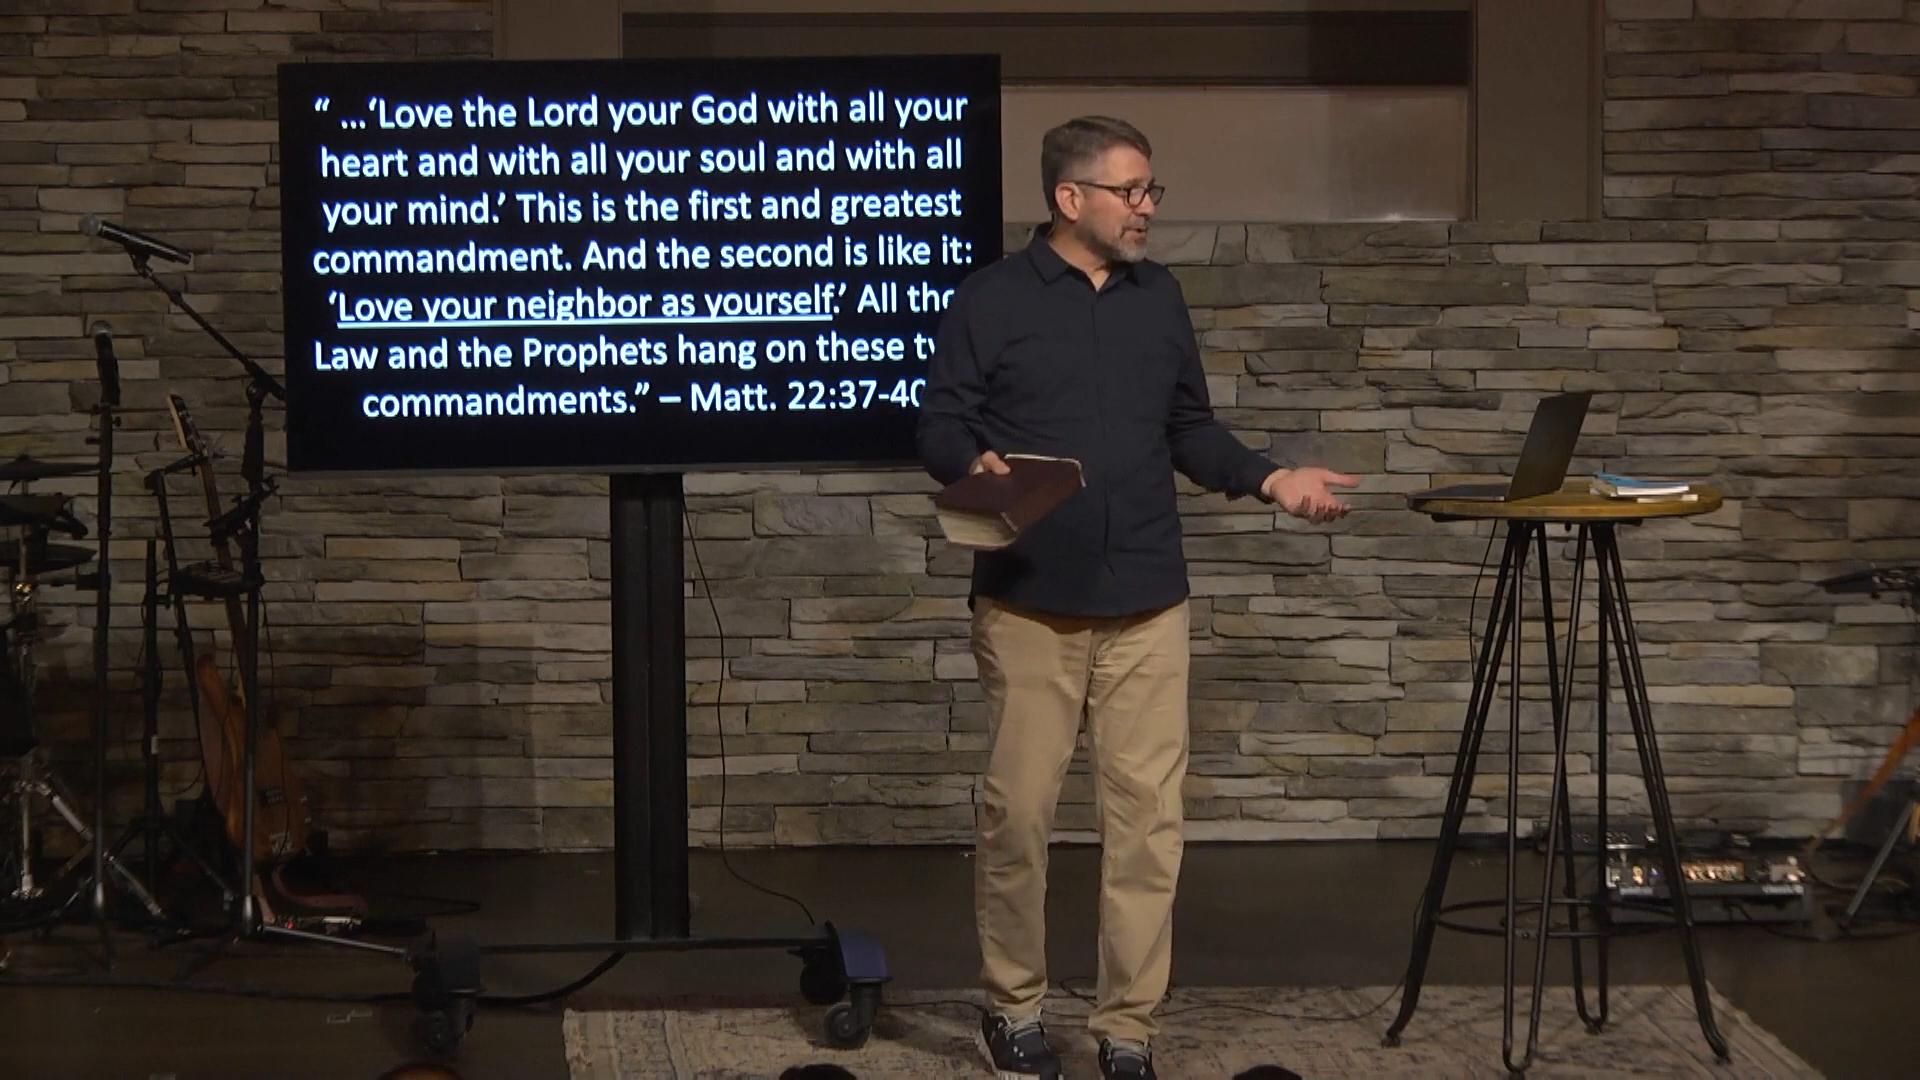 “ ...‘Love the Lord your God with all your
heart and with all your soul and with all
your mind.’ This is the first and greatest
commandment. And the second is like it:
‘Love your neighbor as yourself.’ All
Law and the Prophets hang on these
commandments.” – Matt. 22:37-40